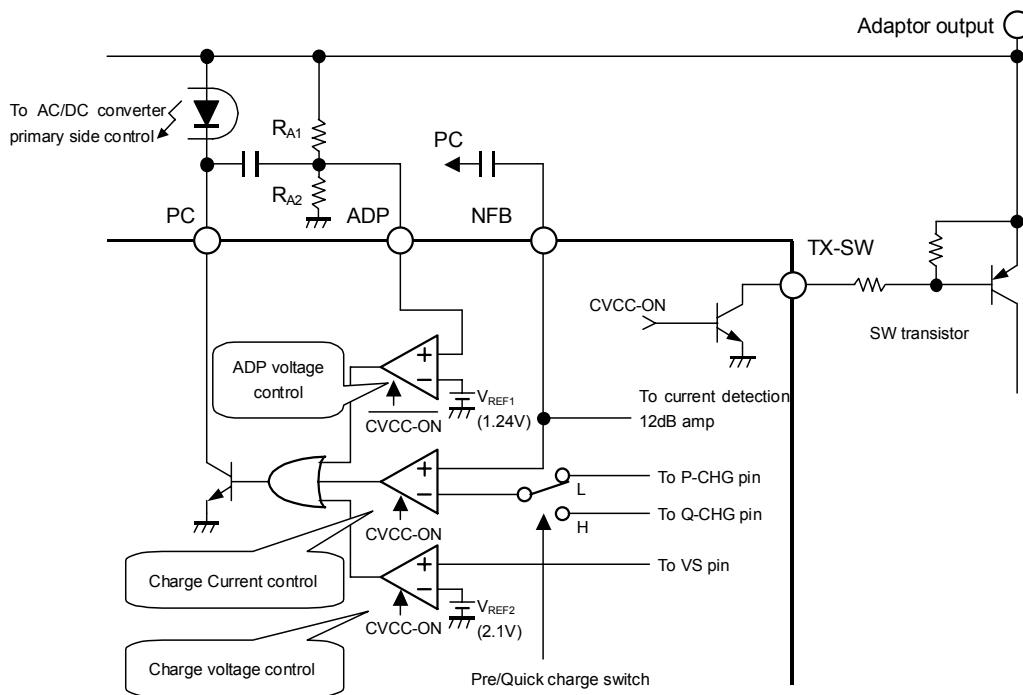 Adaptor output
To AC/DC converter
primary side control
RA1
RA2
PC
PC
ADP
NFB
TX-SW
CVCC-ON
SW transistor
ADP voltage
control
VREF1
(1.24V)
CVCC-ON
To current detection
12dB amp
To P-CHG pin
L
To Q-CHG pin
H
CVCC-ON
Charge Current control
To VS pin
VREF2
(2.1V)
CVCC-ON
Charge voltage control
Pre/Quick charge switch